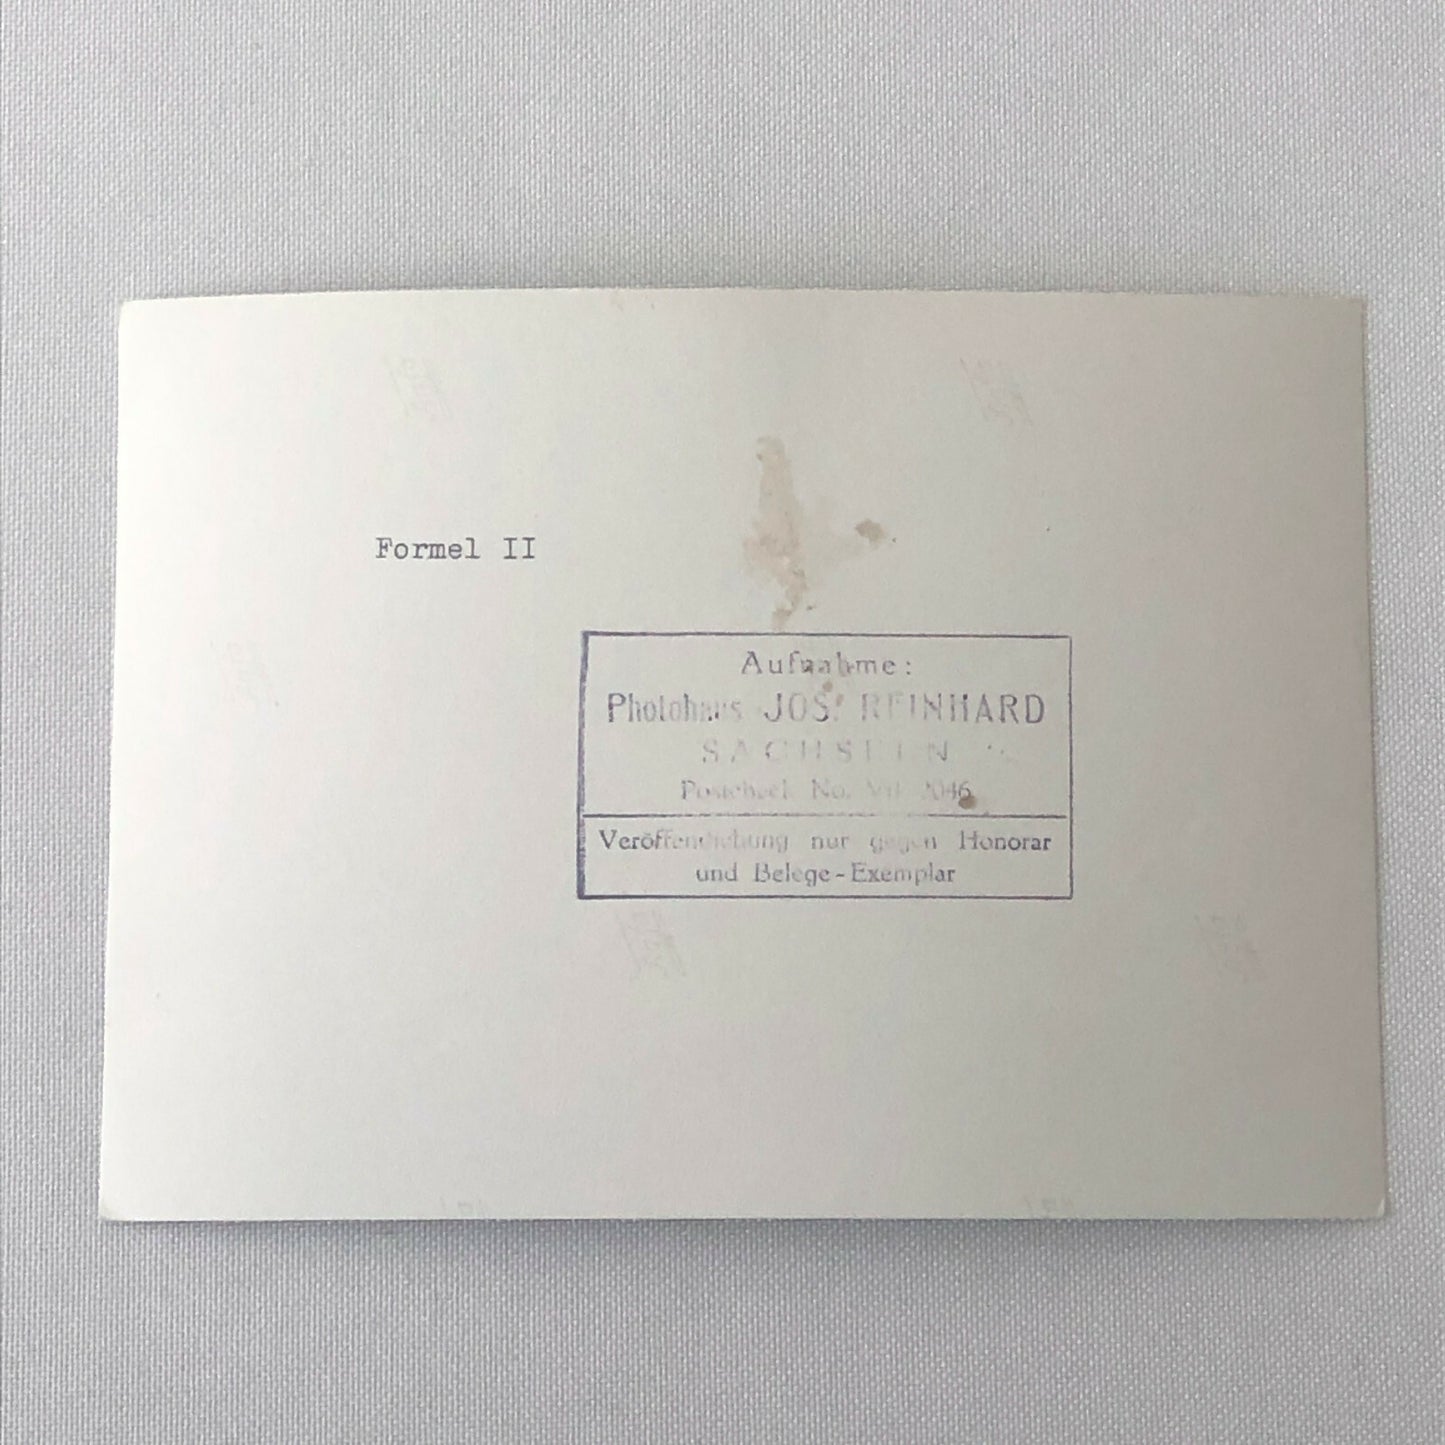 Formel II
Aufnahme:
Photohaus JOS. REINHARD
SACHSELN
Postcheck No. VII 2046
Veröffentlichung nur gegen Honorar
und Belege-Exemplar